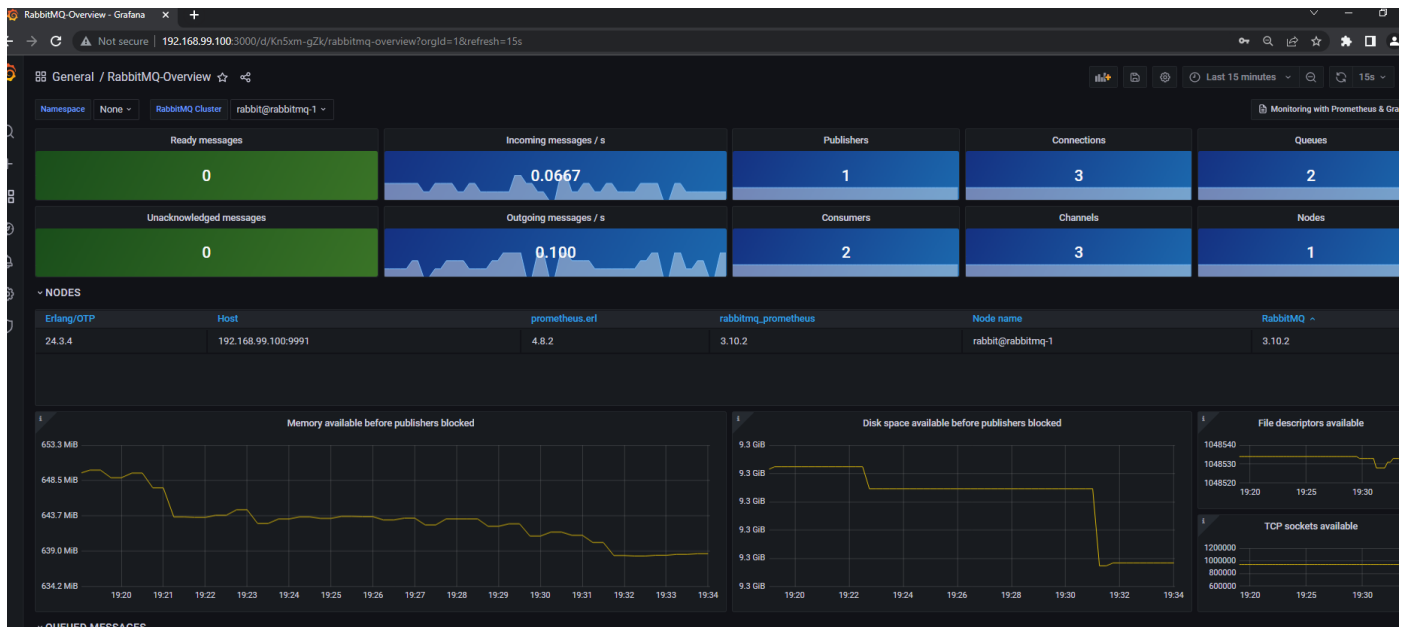 RabbitMQ-Overview - Grafana
Not secure | 192.168.99.100:3000/d/Kn5xm-gZk/rabbitmq-overview?orgId=1&refresh=15s
General / RabbitMQ-Overview
Last 15 minutes
15s
Namespace None RabbitMQ Cluster rabbit@rabbitmq-1
Monitoring with Prometheus & Gra
Ready messages
0
Incoming messages / s
0.0667
Publishers
1
Connections
3
Queues
2
Unacknowledged messages
0
Outgoing messages / s
0.100
Consumers
2
Channels
3
Nodes
1
NODES
Erlang/OTP Host prometheus.erl rabbitmq_prometheus Node name RabbitMQ
24.3.4 192.168.99.100:9991 4.8.2 3.10.2 rabbit@rabbitmq-1 3.10.2
Memory available before publishers blocked
653.3 MiB
648.5 MiB
643.7 MiB
639.0 MiB
634.2 MiB
19:20 19:21 19:22 19:23 19:24 19:25 19:26 19:27 19:28 19:29 19:30 19:31 19:32 19:33 19:34
Disk space available before publishers blocked
9.3 GiB
9.3 GiB
9.3 GiB
9.3 GiB
9.3 GiB
9.3 GiB
19:20 19:22 19:24 19:26 19:28 19:30 19:32 19:34
File descriptors available
1048540
1048530
1048520
19:20 19:25 19:30
TCP sockets available
1200000
1000000
800000
600000
19:20 19:25 19:30
QUEUED MESSAGES